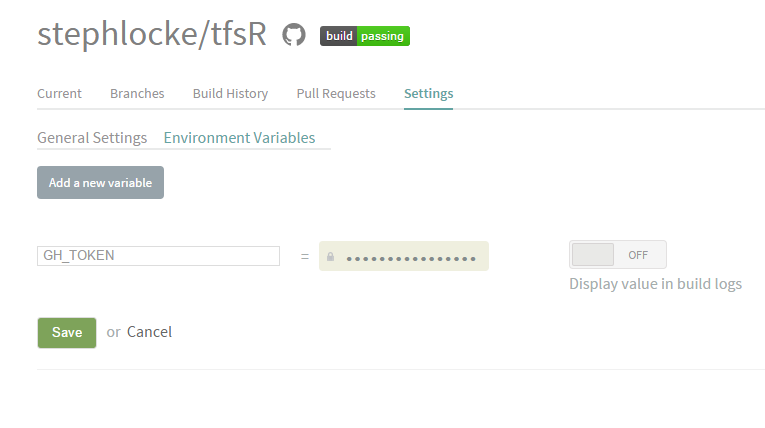 stephlocke/tfsR build passing
Current Branches Build History Pull Requests Settings
General Settings Environment Variables
Add a new variable
GH_TOKEN = •••••••••••••••• OFF
Display value in build logs
Save or Cancel